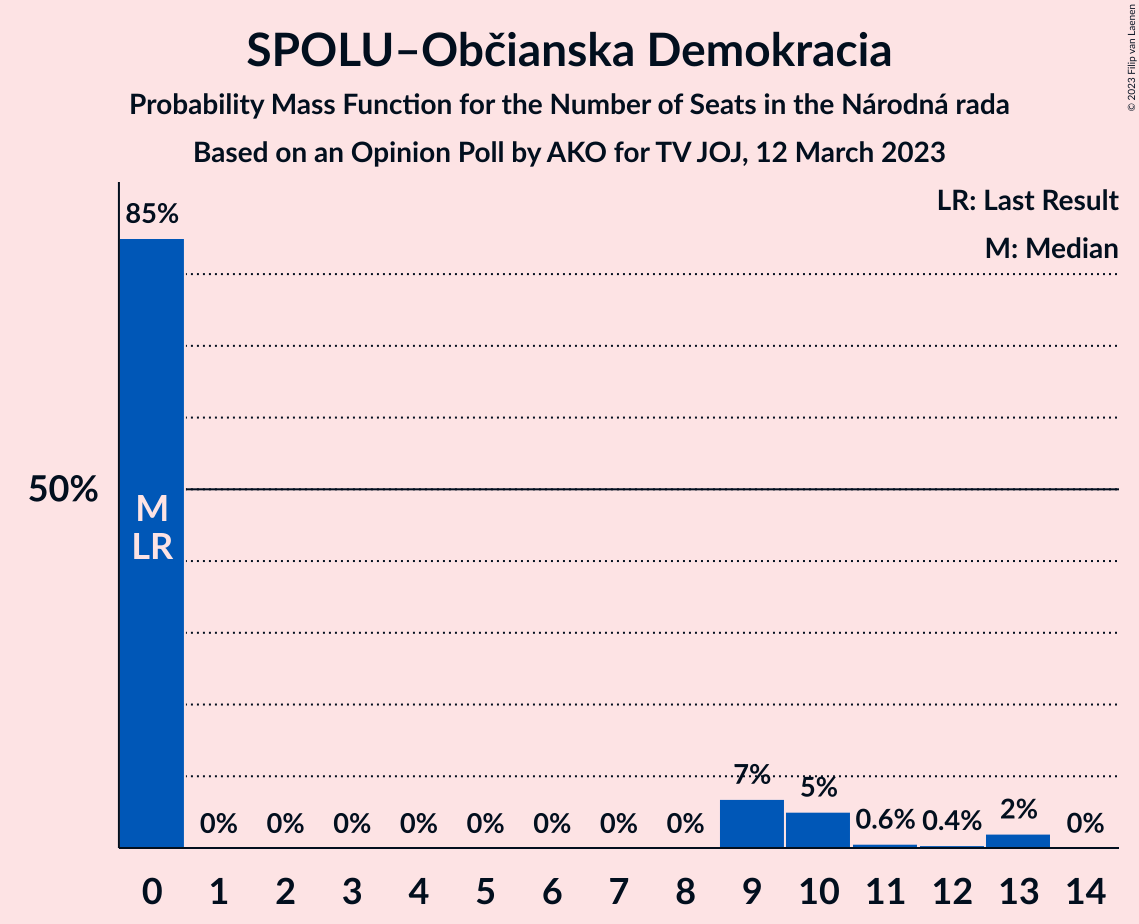 SPOLU–Občianska Demokracia
Probability Mass Function for the Number of Seats in the Národná rada
Based on an Opinion Poll by AKO for TV JOJ, 12 March 2023
© 2023 Filip van Laenen
LR: Last Result
M: Median
85%
50%
M
LR
0% 0% 0% 0% 0% 0% 0% 0% 7% 5% 0.6% 0.4% 2% 0%
0 1 2 3 4 5 6 7 8 9 10 11 12 13 14